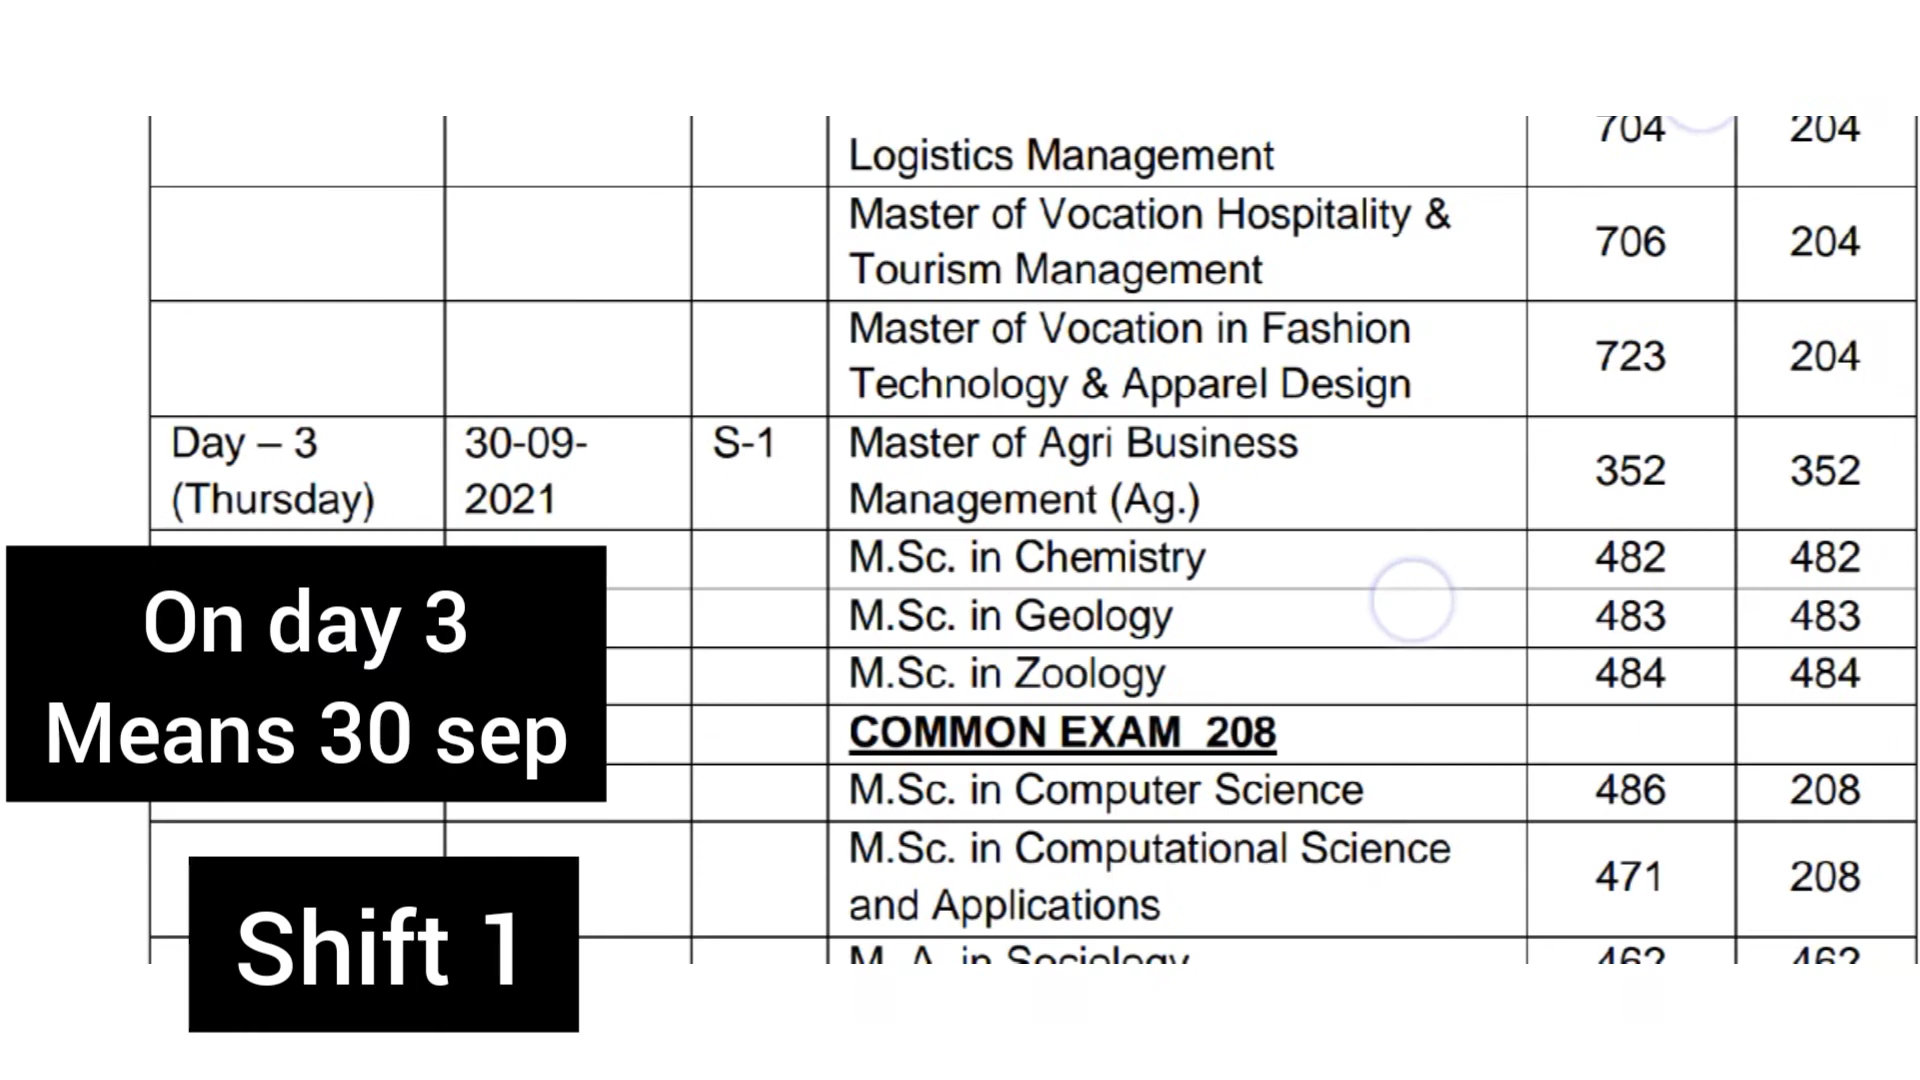 704 204
Logistics Management
Master of Vocation Hospitality &
Tourism Management
706 204
Master of Vocation in Fashion
Technology & Apparel Design
723 204
Day – 3
(Thursday)
30-09-
2021
S-1
Master of Agri Business
Management (Ag.)
352 352
M.Sc. in Chemistry 482 482
M.Sc. in Geology 483 483
M.Sc. in Zoology 484 484
COMMON EXAM 208
M.Sc. in Computer Science 486 208
M.Sc. in Computational Science
and Applications
471 208
M. A. in Sociology 462 462
On day 3
Means 30 sep
Shift 1